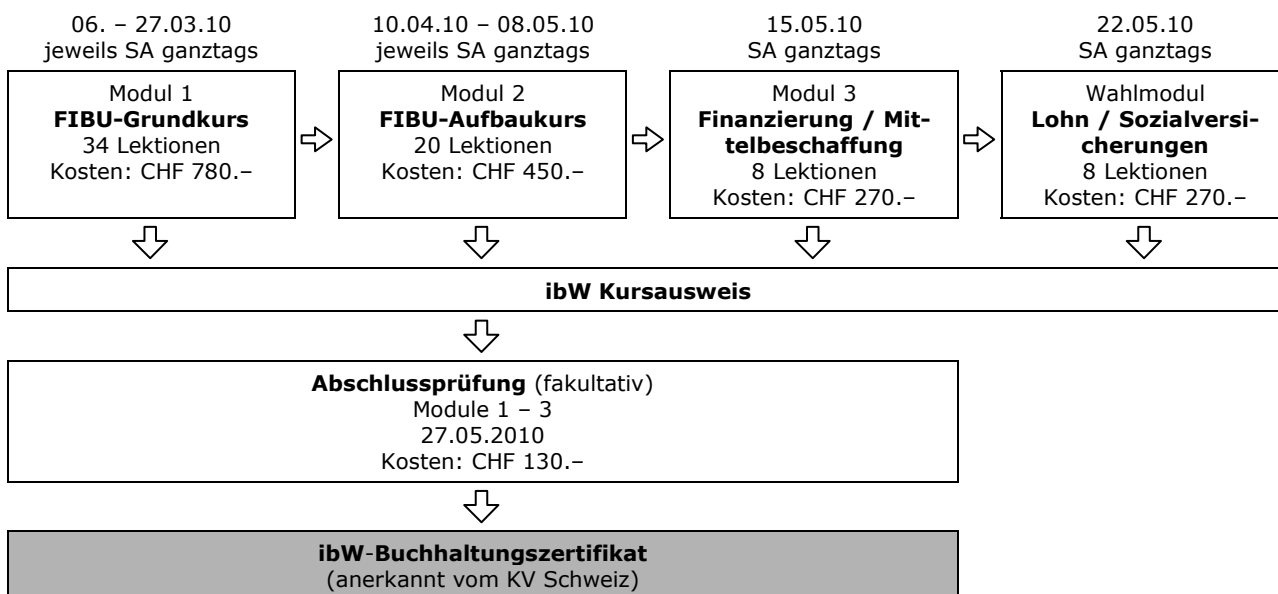 06. – 27.03.10
jeweils SA ganztags
Modul 1
FIBU-Grundkurs
34 Lektionen
Kosten: CHF 780.–
10.04.10 – 08.05.10
jeweils SA ganztags
Modul 2
FIBU-Aufbaukurs
20 Lektionen
Kosten: CHF 450.–
15.05.10
SA ganztags
Modul 3
Finanzierung / Mit-
telbeschaffung
8 Lektionen
Kosten: CHF 270.–
22.05.10
SA ganztags
Wahlmodul
Lohn / Sozialversi-
cherungen
8 Lektionen
Kosten: CHF 270.–
ibW Kursausweis
Abschlussprüfung (fakultativ)
Module 1 – 3
27.05.2010
Kosten: CHF 130.–
ibW-Buchhaltungszertifikat
(anerkannt vom KV Schweiz)